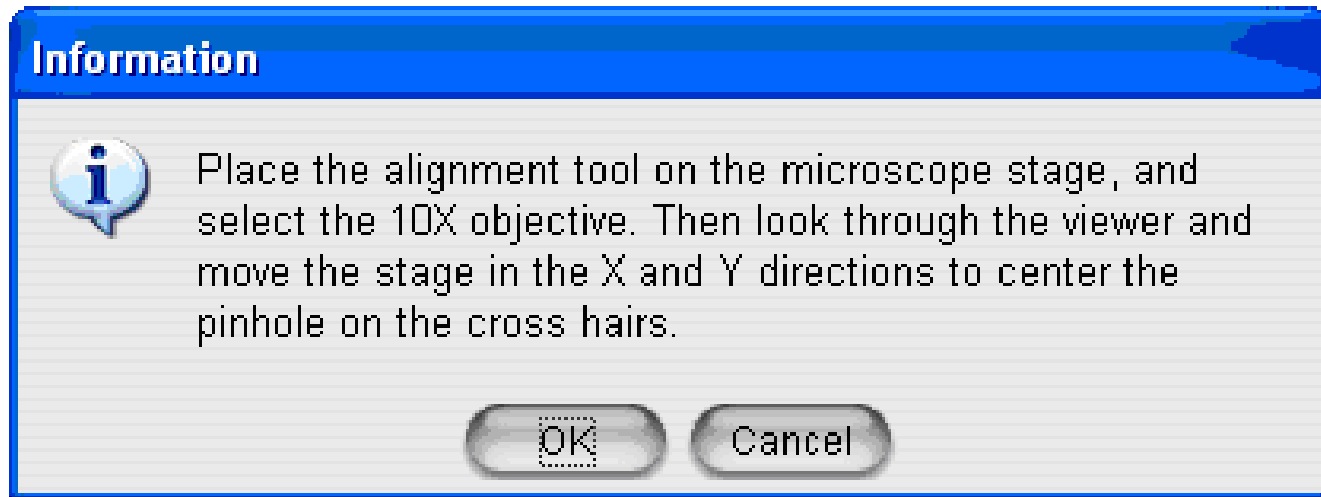 Information
Place the alignment tool on the microscope stage, and
select the 10X objective. Then look through the viewer and
move the stage in the X and Y directions to center the
pinhole on the cross hairs.
OK Cancel